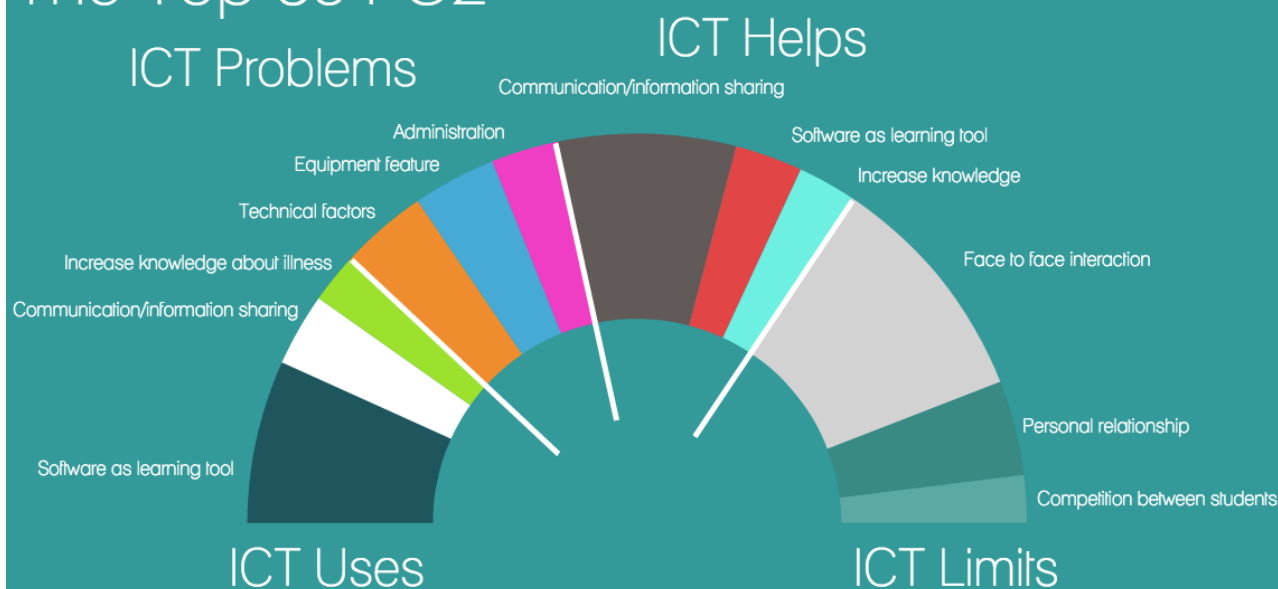 ICT Problems
ICT Helps
Communication/information sharing
Administration
Software as learning tool
Equipment feature
Increase knowledge
Technical factors
Increase knowledge about illness
Face to face interaction
Communication/information sharing
Personal relationship
Software as learning tool
Competition between students
ICT Uses
ICT Limits